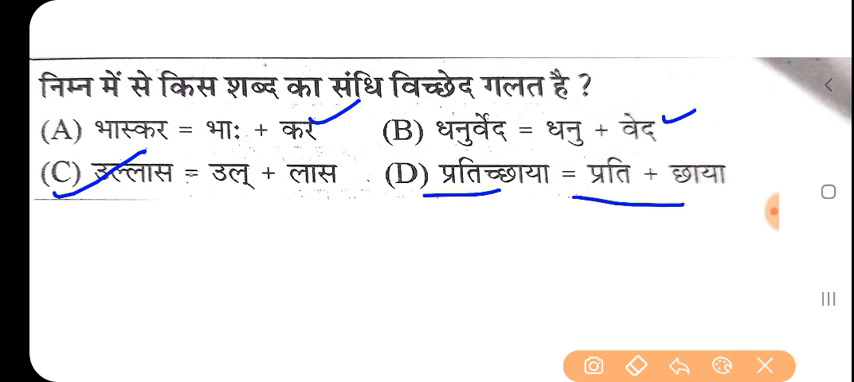 निम्न में से किस शब्द का संधि विच्छेद गलत है ?
(A) भास्कर = भाः + कर (B) धनुर्वेद = धनु + वेद
(C) उल्लास = उल् + लास (D) प्रतिच्छाया = प्रति + छाया